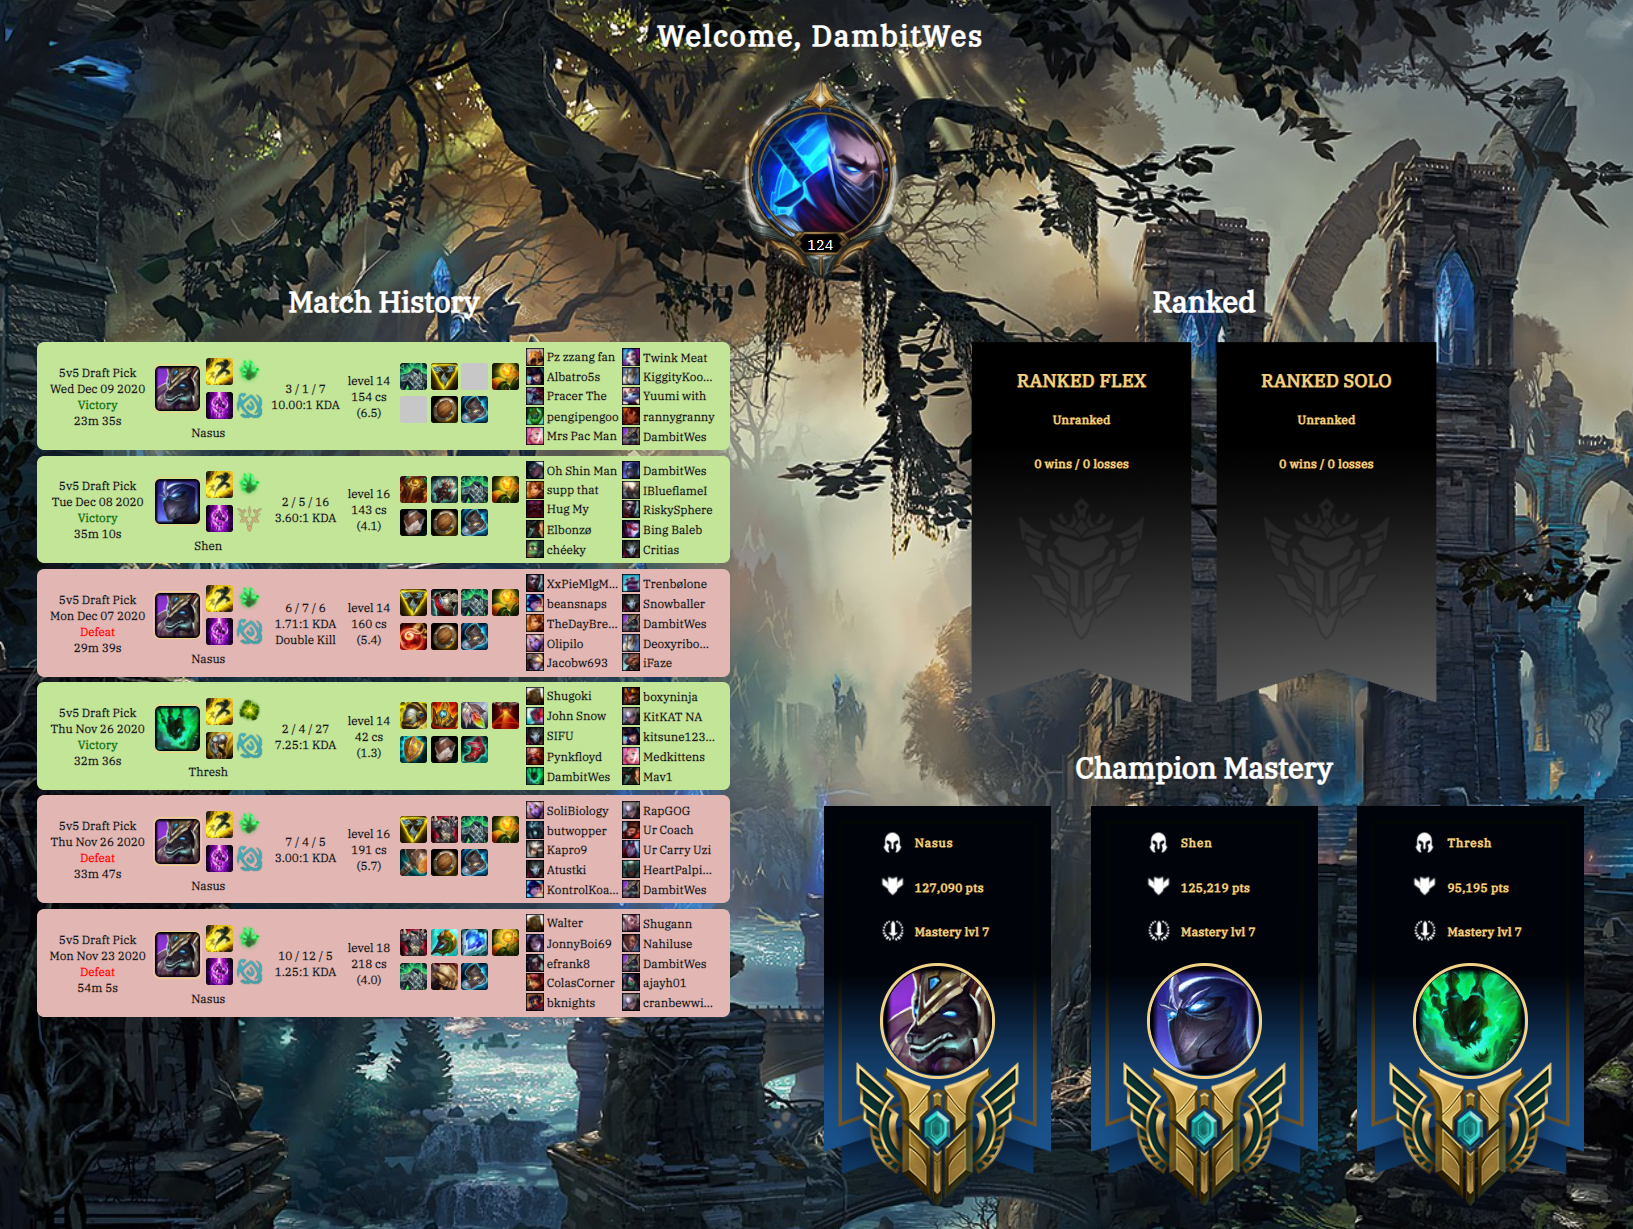 Welcome, DambitWes
124
Match History
5v5 Draft Pick
Wed Dec 09 2020
Victory
23m 35s
Nasus
3 / 1 / 7
10.00:1 KDA
level 14
154 cs
(6.5)
Pz zzang fan
Albatro5s
Pracer The
pengipengoo
Mrs Pac Man
Twink Meat
KiggityKoo...
Yuumi with
rannygranny
DambitWes
5v5 Draft Pick
Tue Dec 08 2020
Victory
35m 10s
Shen
2 / 5 / 16
3.60:1 KDA
level 16
143 cs
(4.1)
Oh Shin Man
supp that
Hug My
Elbonzø
chéeky
DambitWes
IBlueflameI
RiskySphere
Bing Baleb
Critias
5v5 Draft Pick
Mon Dec 07 2020
Defeat
29m 39s
Nasus
6 / 7 / 6
1.71:1 KDA
Double Kill
level 14
160 cs
(5.4)
XxPieMlgM...
beansnaps
TheDayBre...
Olipilo
Jacobw693
Trenbølone
Snowballer
DambitWes
Deoxyribo...
iFaze
5v5 Draft Pick
Thu Nov 26 2020
Victory
32m 36s
Thresh
2 / 4 / 27
7.25:1 KDA
level 14
42 cs
(1.3)
Shugoki
John Snow
SIFU
Pynkfloyd
DambitWes
boxyninja
KitKAT NA
kitsune123...
Medkittens
Mav1
5v5 Draft Pick
Thu Nov 26 2020
Defeat
33m 47s
Nasus
7 / 4 / 5
3.00:1 KDA
level 16
191 cs
(5.7)
SoliBiology
butwopper
Kapro9
Atustki
KontrolKoa...
RapGOG
Ur Coach
Ur Carry Uzi
HeartPalpi...
DambitWes
5v5 Draft Pick
Mon Nov 23 2020
Defeat
54m 5s
Nasus
10 / 12 / 5
1.25:1 KDA
level 18
218 cs
(4.0)
Walter
JonnyBoi69
efrank8
ColasCorner
bknights
Shugann
Nahiluse
DambitWes
ajayh01
cranbewwi...
Ranked
RANKED FLEX
Unranked
0 wins / 0 losses
RANKED SOLO
Unranked
0 wins / 0 losses
Champion Mastery
Nasus
127,090 pts
Mastery lvl 7
Shen
125,219 pts
Mastery lvl 7
Thresh
95,195 pts
Mastery lvl 7